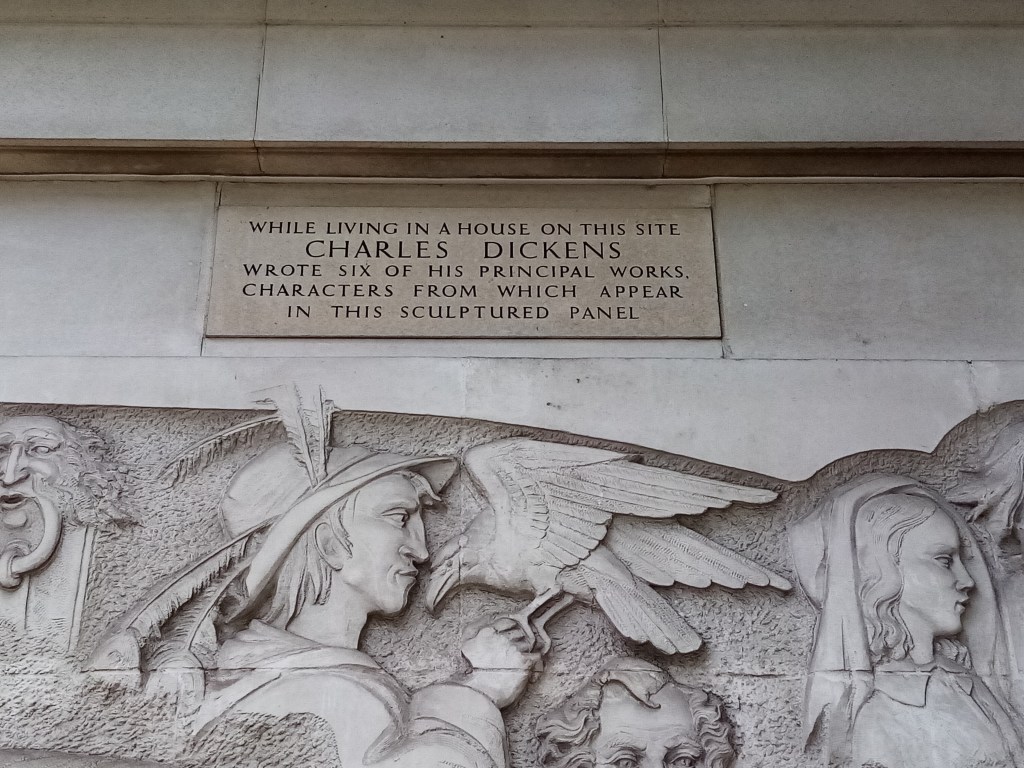 WHILE LIVING IN A HOUSE ON THIS SITE
CHARLES DICKENS
WROTE SIX OF HIS PRINCIPAL WORKS,
CHARACTERS FROM WHICH APPEAR
IN THIS SCULPTURED PANEL